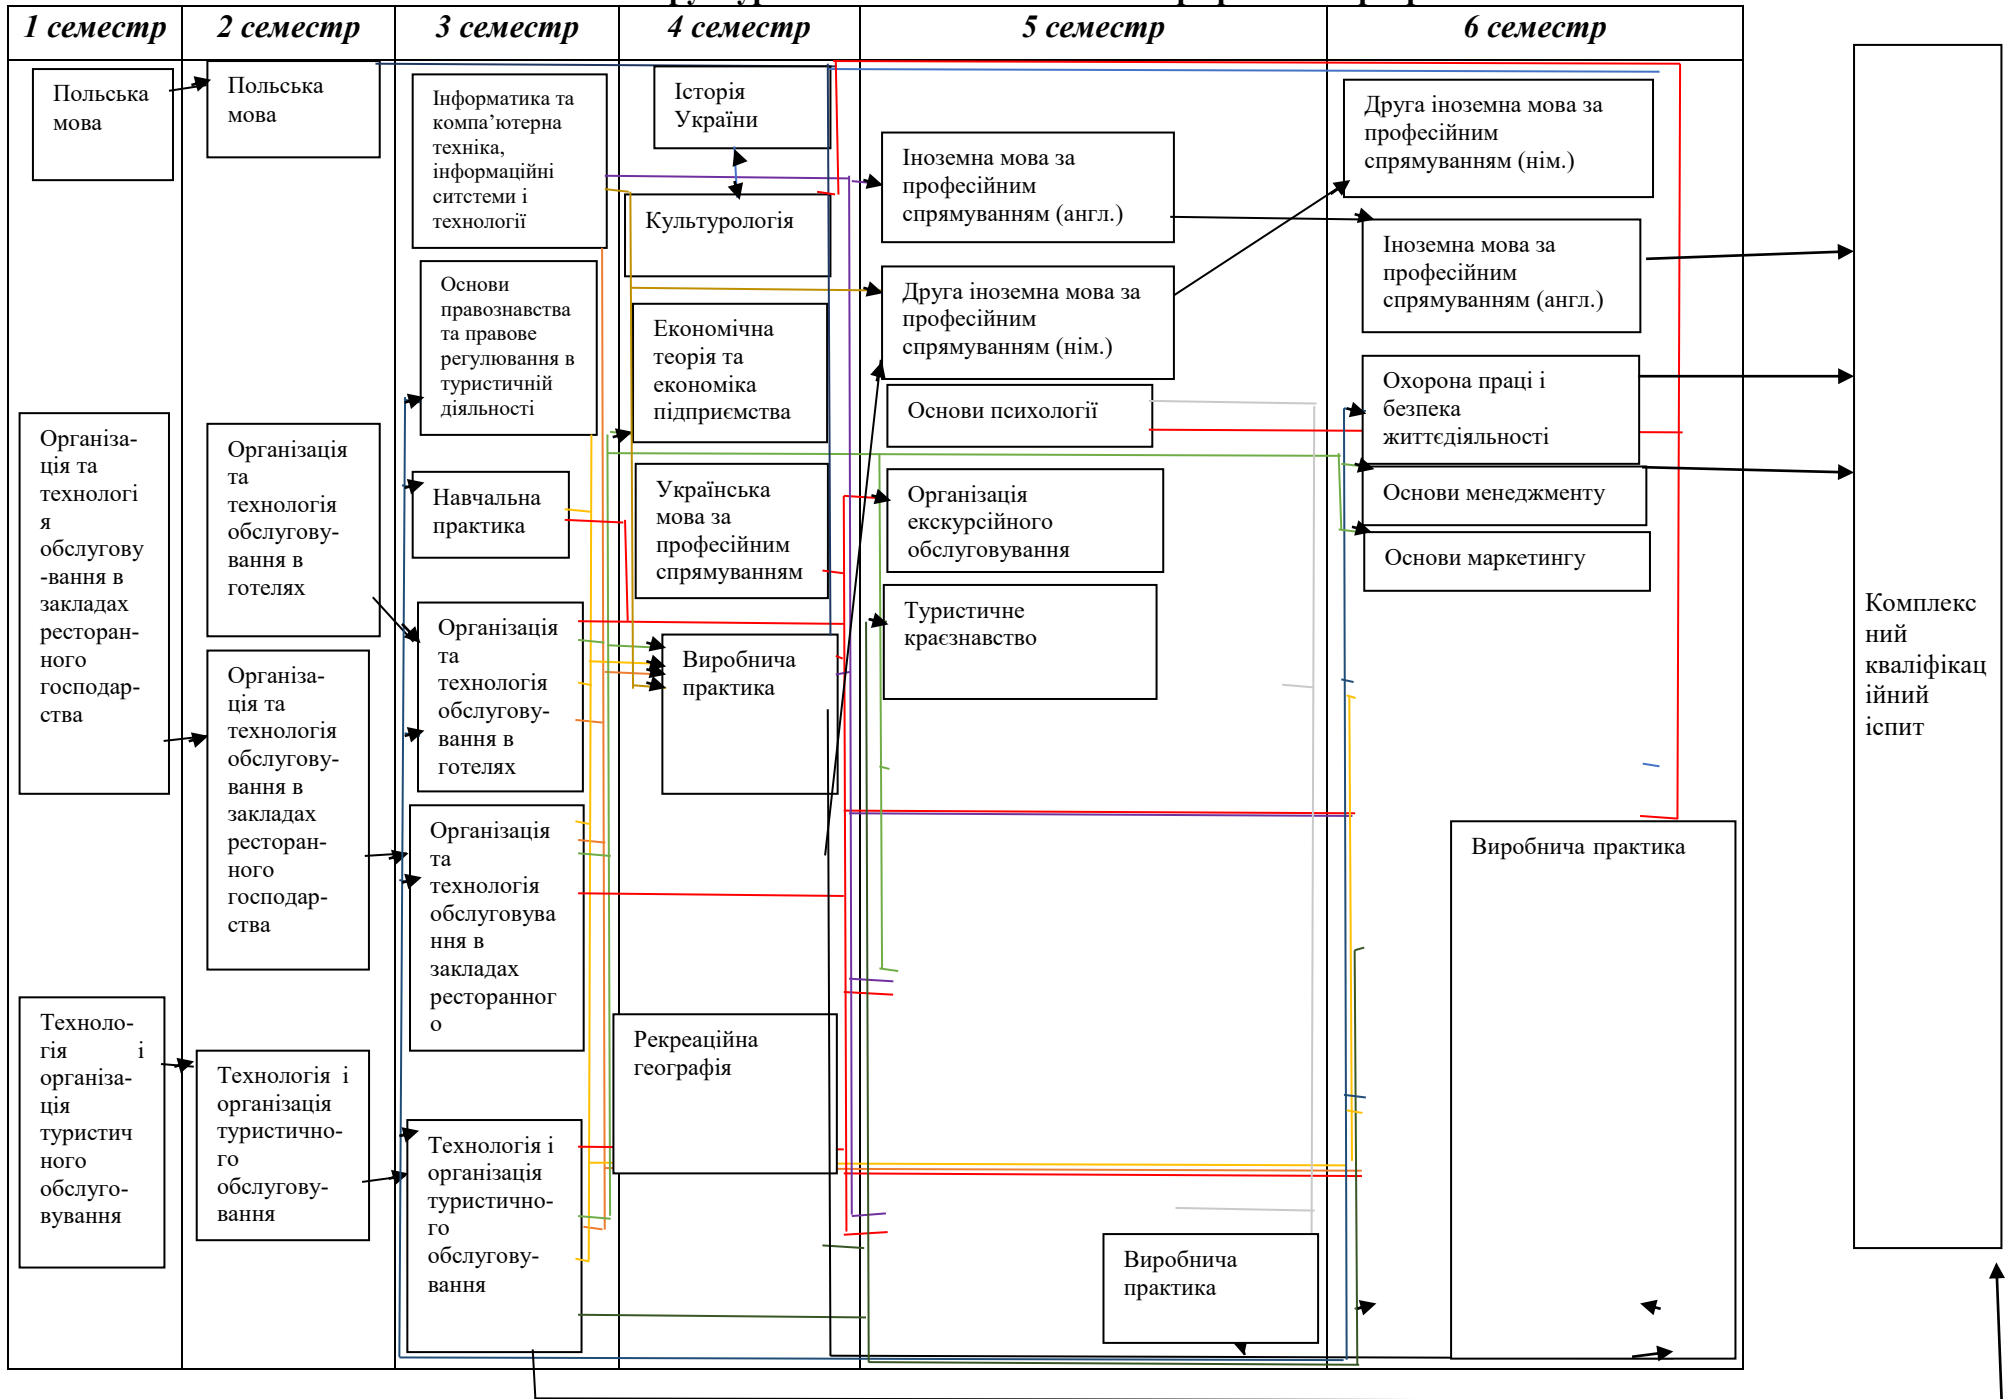 1 семестр
2 семестр
3 семестр
4 семестр
5 семестр
6 семестр
Польська
мова
Організа-
ція та
технологі
я
обслугову
-вання в
закладах
ресторан-
ного
господар-
ства
Техноло-
гія і
організа-
ція
туристич
ного
обслуго-
вування
Польська
мова
Організація
та
технологія
обслугову-
вання в
готелях
Організа-
ція та
технологія
обслугову-
вання в
закладах
ресторан-
ного
господар-
ства
Технологія і
організація
туристично-
го
обслугову-
вання
Інформатика та
компа’ютерна
техніка,
інформаційні
ситстеми і
технології
Основи
правознавства
та правове
регулювання в
туристичній
діяльності
Навчальна
практика
Організація
та
технологія
обслугову-
вання в
готелях
Організація
та
технологія
обслуговува
ння в
закладах
ресторанног
о
Технологія і
організація
туристично-
го
обслугову-
вання
Історія
України
Культурологія
Економічна
теорія та
економіка
підприємства
Українська
мова за
професійним
спрямуванням
Виробнича
практика
Рекреаційна
географія
Іноземна мова за
професійним
спрямуванням (англ.)
Друга іноземна мова за
професійним
спрямуванням (нім.)
Основи психології
Організація
екскурсійного
обслуговування
Туристичне
краєзнавство
Виробнича
практика
Друга іноземна мова за
професійним
спрямуванням (нім.)
Іноземна мова за
професійним
спрямуванням (англ.)
Охорона праці і
безпека
життєдіяльності
Основи менеджменту
Основи маркетингу
Виробнича практика
Комплекс
ний
кваліфікац
ійний
іспит